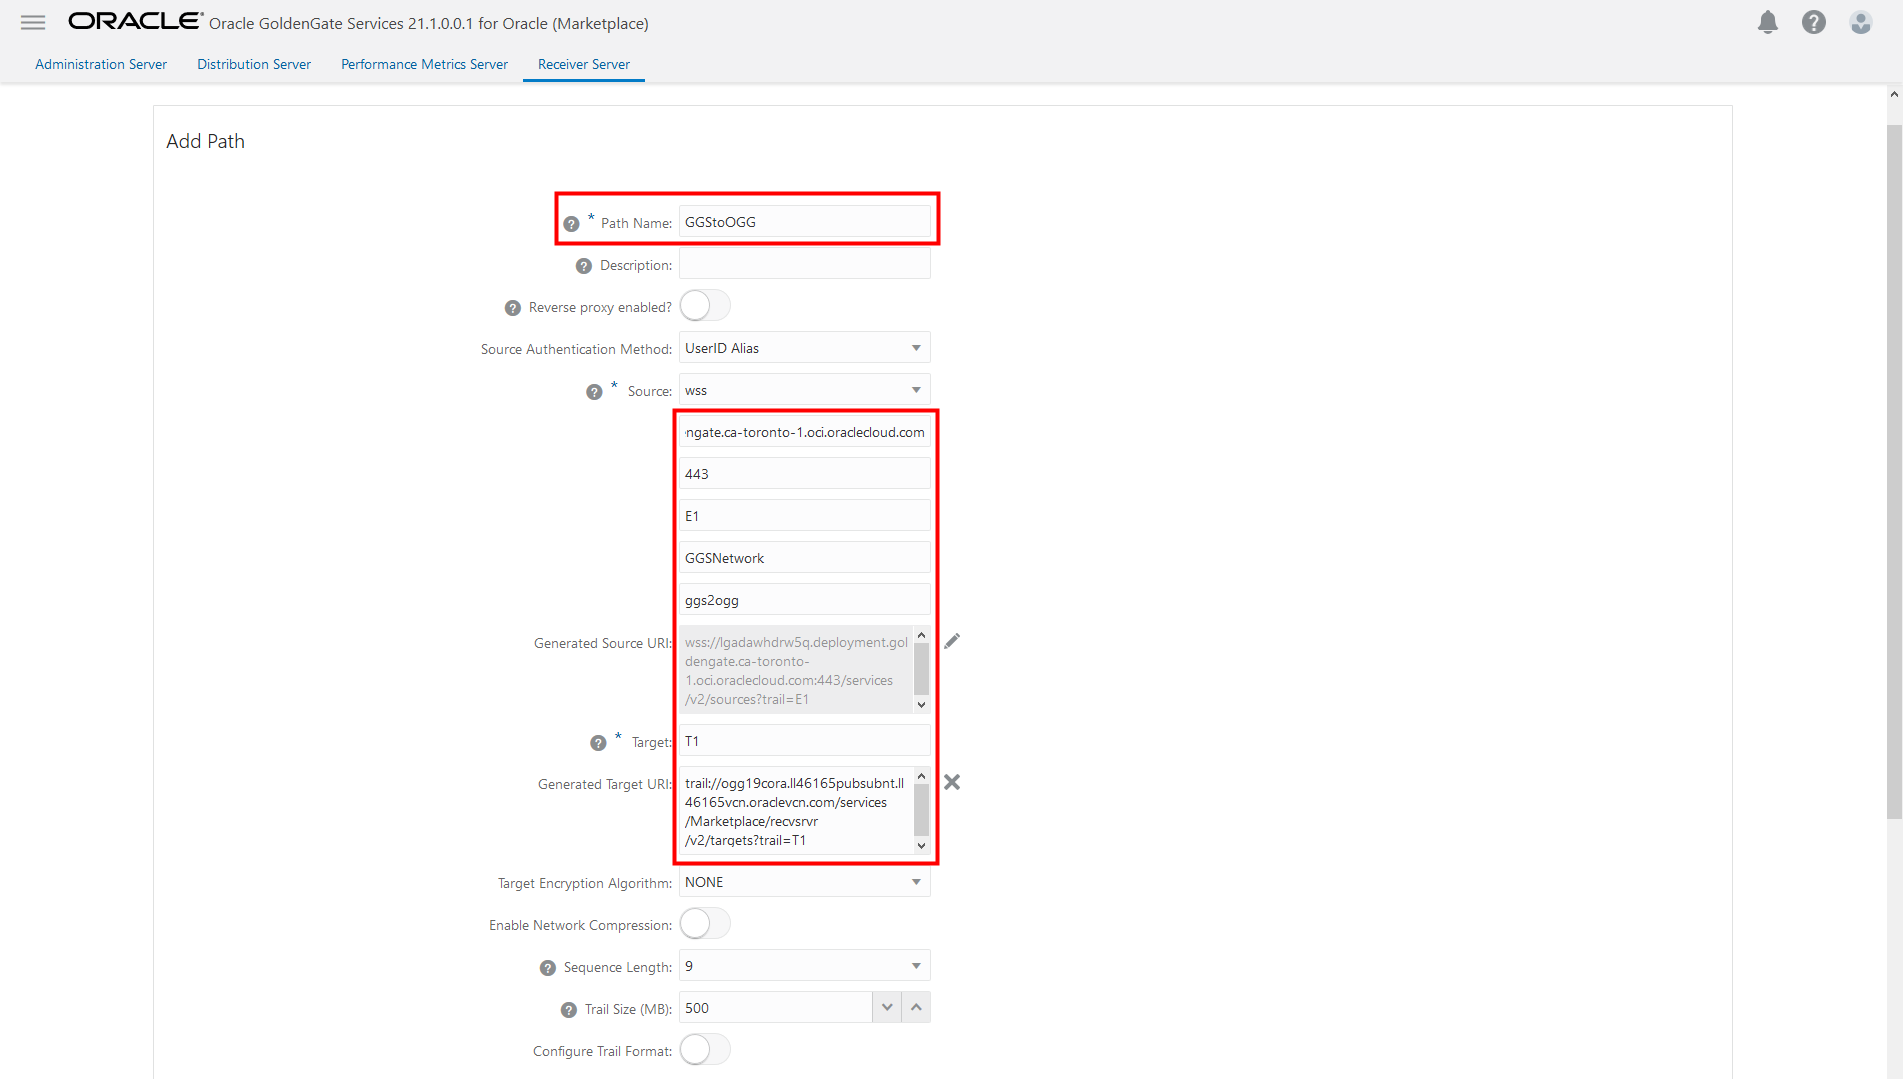 ORACLE Oracle GoldenGate Services 21.1.0.0.1 for Oracle (Marketplace)
Administration Server Distribution Server Performance Metrics Server Receiver Server
Add Path
* Path Name: GGStoOGG
Description:
Reverse proxy enabled?
Source Authentication Method: UserID Alias
* Source: wss
ngate.ca-toronto-1.oci.oraclecloud.com
443
E1
GGSNetwork
ggs2ogg
Generated Source URI: wss://lgadawhdrw5q.deployment.gol
dengate.ca-toronto-
1.oci.oraclecloud.com:443/services
/v2/sources?trail=E1
* Target: T1
Generated Target URI: trail://ogg19cora.ll46165pubsubnt.ll
46165vcn.oraclevcn.com/services
/Marketplace/recvsrvr
/v2/targets?trail=T1
Target Encryption Algorithm: NONE
Enable Network Compression:
Sequence Length: 9
Trail Size (MB): 500
Configure Trail Format: